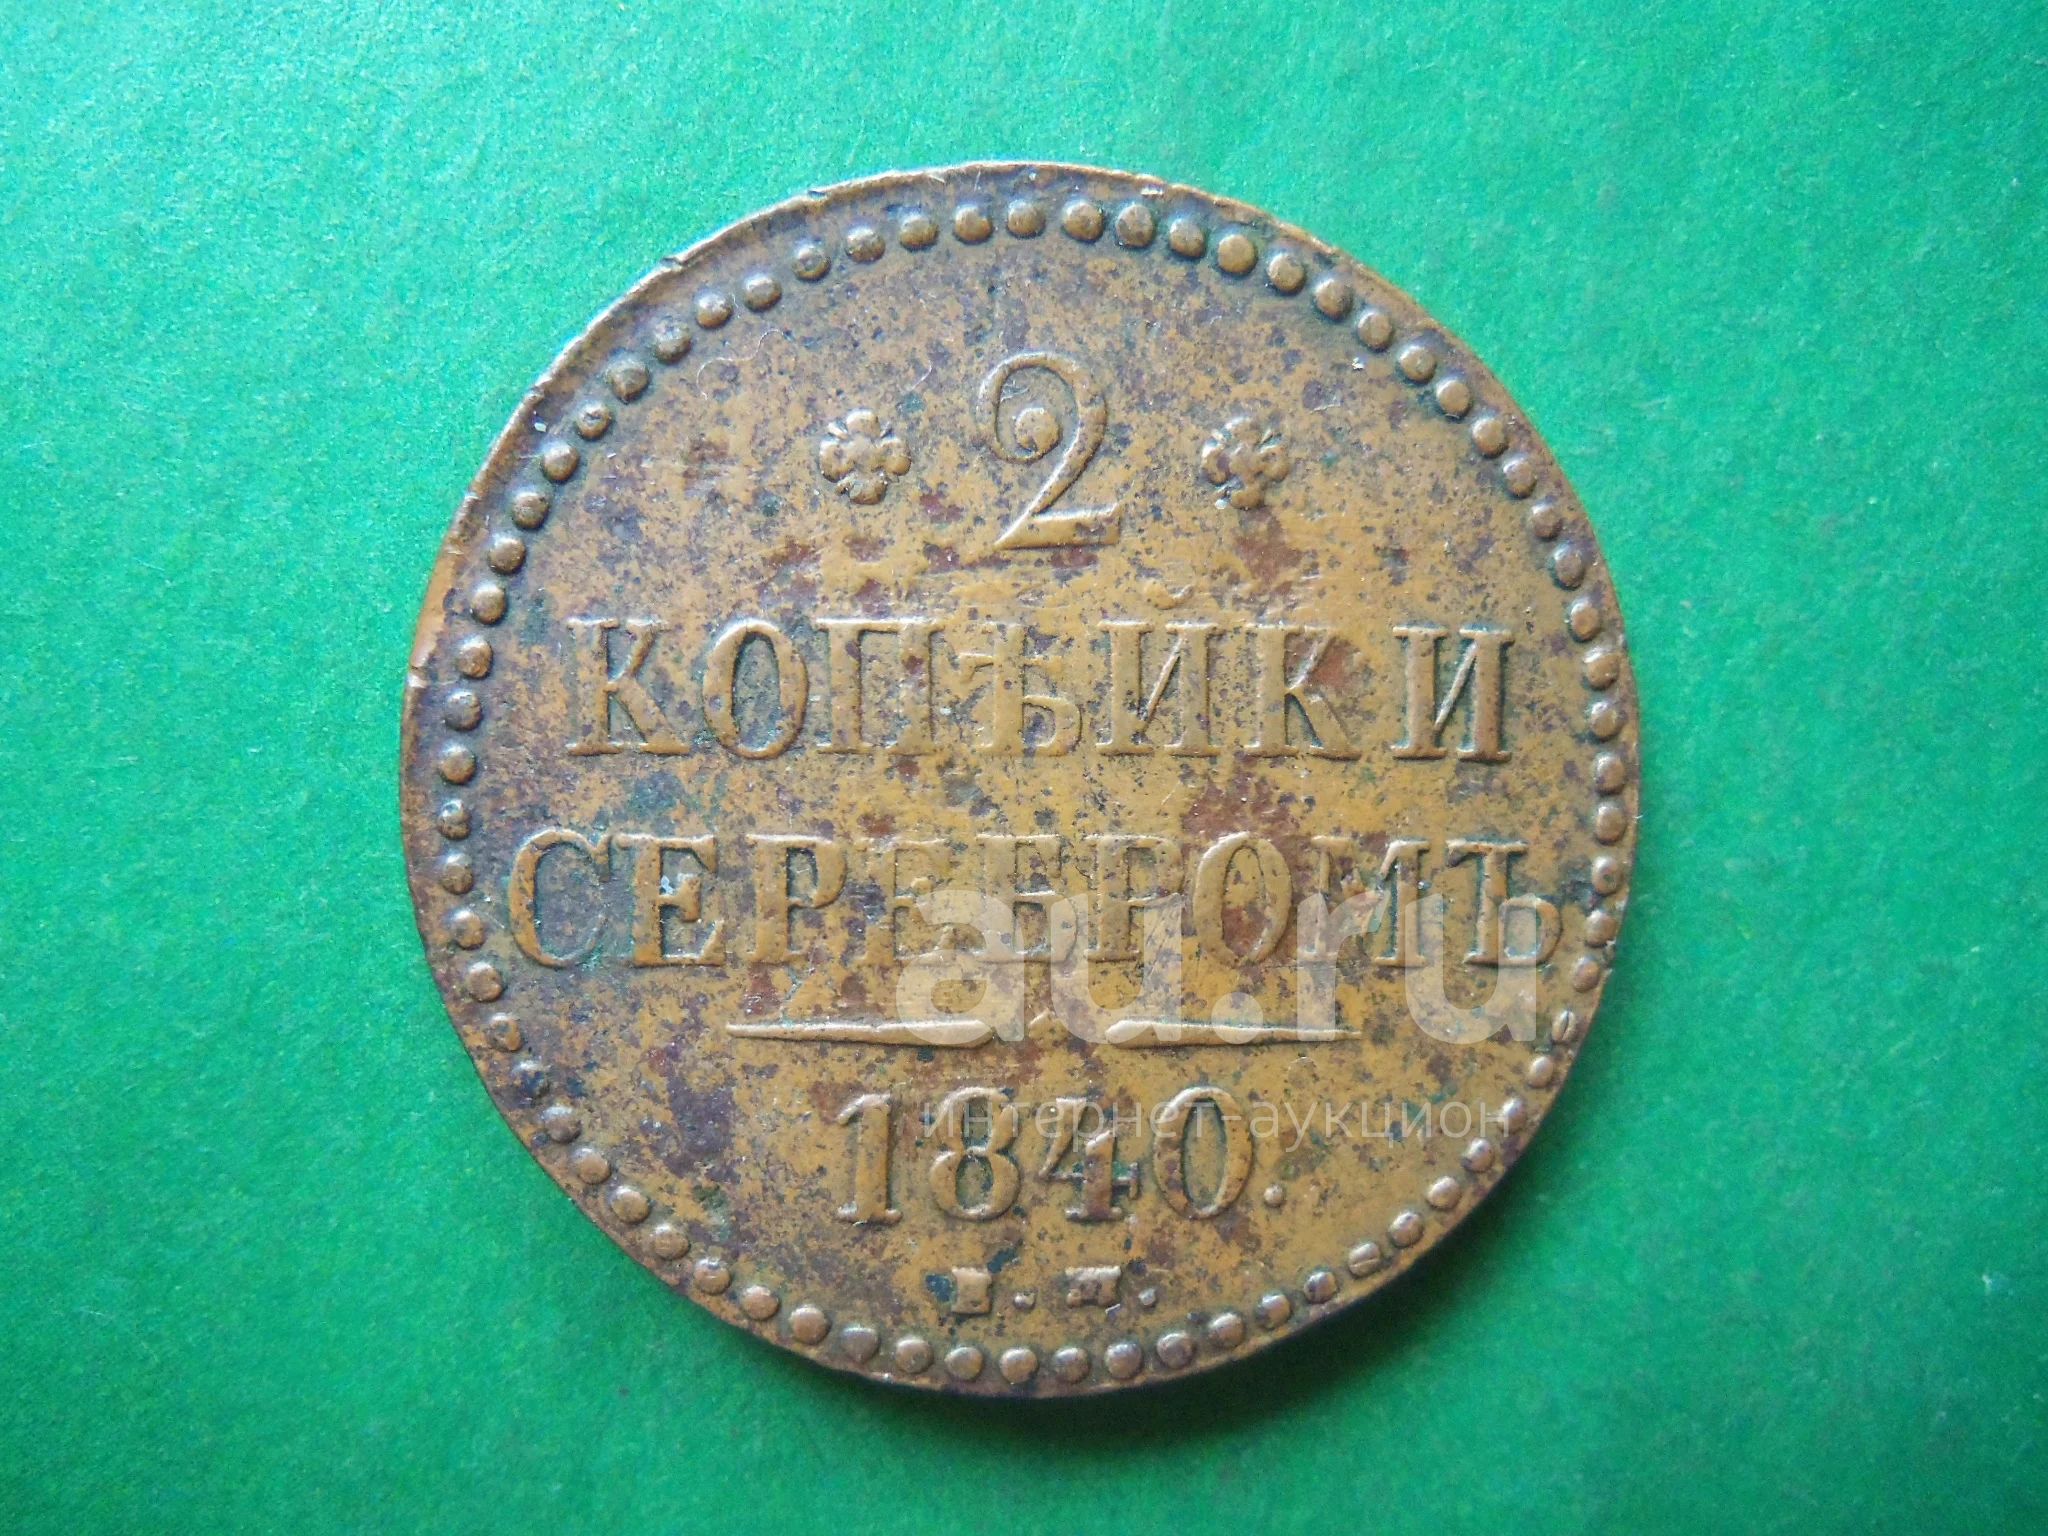 2
КОПѢЙКИ
СЕРЕБРОМЪ
au.ru
1840.
интернет-аукцион